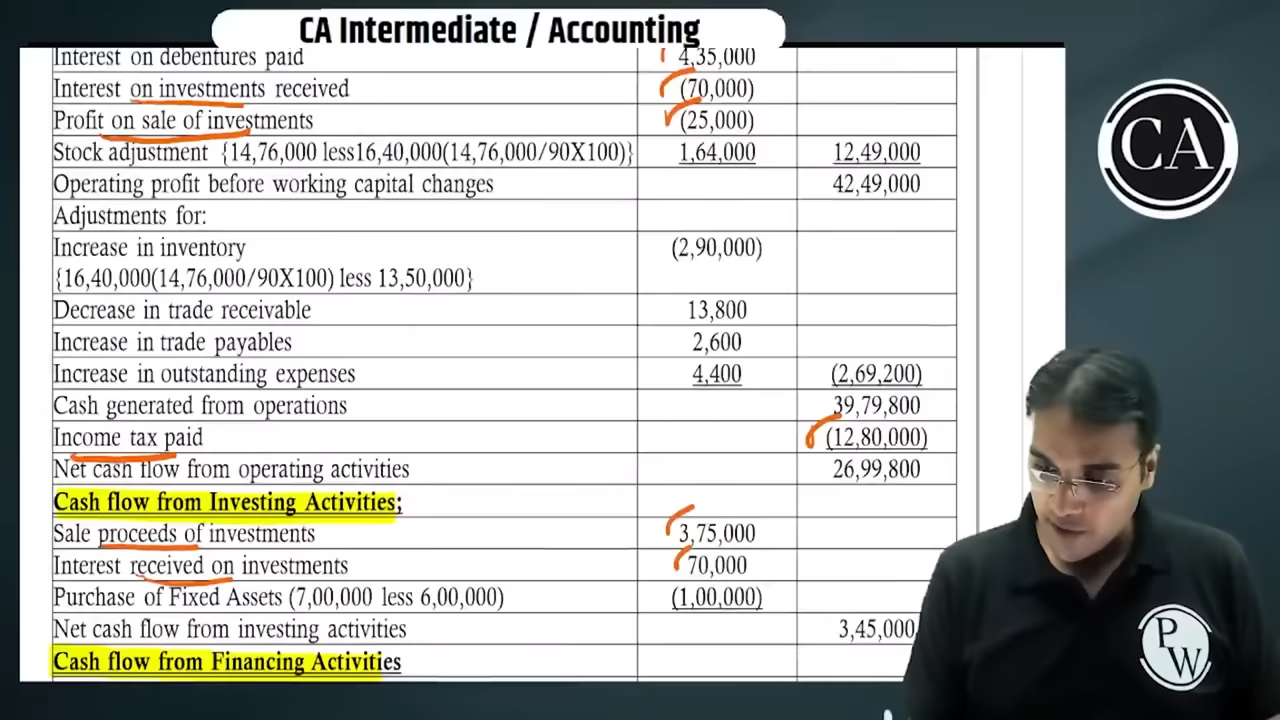 CA Intermediate / Accounting
Interest on debentures paid 4,35,000
Interest on investments received (70,000)
Profit on sale of investments (25,000)
Stock adjustment {14,76,000 less16,40,000(14,76,000/90X100)} 1,64,000 12,49,000
Operating profit before working capital changes 42,49,000
Adjustments for:
Increase in inventory (2,90,000)
{16,40,000(14,76,000/90X100) less 13,50,000}
Decrease in trade receivable 13,800
Increase in trade payables 2,600
Increase in outstanding expenses 4,400 (2,69,200)
Cash generated from operations 39,79,800
Income tax paid (12,80,000)
Net cash flow from operating activities 26,99,800
Cash flow from Investing Activities;
Sale proceeds of investments 3,75,000
Interest received on investments 70,000
Purchase of Fixed Assets (7,00,000 less 6,00,000) (1,00,000)
Net cash flow from investing activities 3,45,000
Cash flow from Financing Activities
CA
P
W